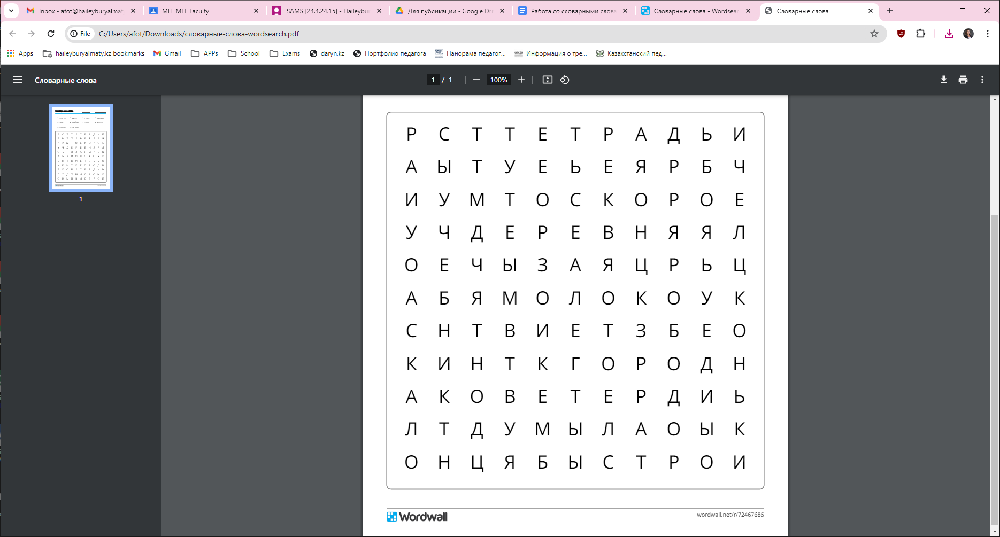 Inbox - afot@haileyburyalmat
MFL MFL Faculty
iSAMS [24.4.24.15] - Haileybur
Для публикации - Google Dri
Работа со словарными слова
Словарные слова - Wordsear
Словарные слова
File
C:/Users/afot/Downloads/словарные-слова-wordsearch.pdf
Apps
haileyburyalmaty.kz bookmarks
Gmail
APPs
School
Exams
daryn.kz
Портфолио педагога
Панорама педагог...
Информация о тре...
Казахстанский пед...
Словарные слова
1 / 1
100%
1
Р С Т Т Е Т Р А Д Ь И
А Ы Т У Е Ь Е Я Р Б Ч
И У М Т О С К О Р О Е
У Ч Д Е Р Е В Н Я Я Л
О Е Ч Ы З А Я Ц Р Ь Ц
А Б Я М О Л О К О У К
С Н Т В И Е Т З Б Е О
К И Н Т К Г О Р О Д Н
А К О В Е Т Е Р Д И Ь
Л Т Д У М Ы Л А О Ы К
О Н Ц Я Б Ы С Т Р О И
Wordwall
wordwall.net/r/72467686